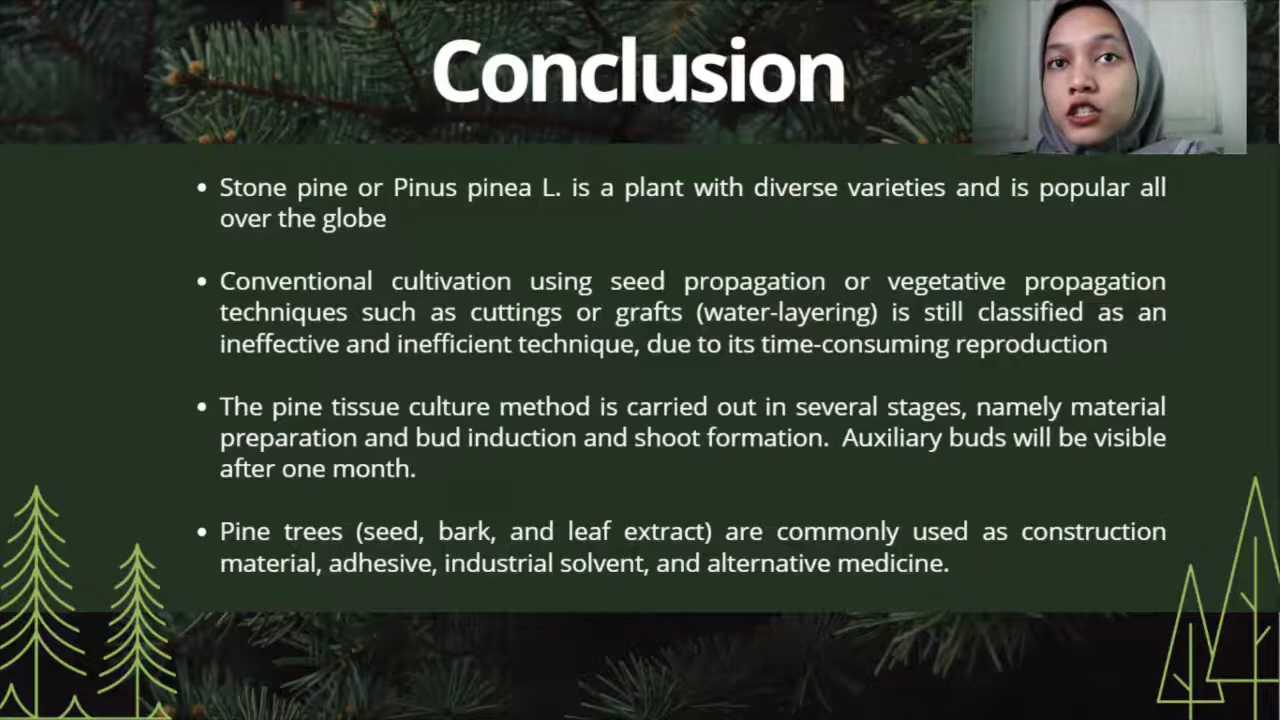 Conclusion
• Stone pine or Pinus pinea L. is a plant with diverse varieties and is popular all
over the globe
• Conventional cultivation using seed propagation or vegetative propagation
techniques such as cuttings or grafts (water-layering) is still classified as an
ineffective and inefficient technique, due to its time-consuming reproduction
• The pine tissue culture method is carried out in several stages, namely material
preparation and bud induction and shoot formation.  Auxiliary buds will be visible
after one month.
• Pine trees (seed, bark, and leaf extract) are commonly used as construction
material, adhesive, industrial solvent, and alternative medicine.